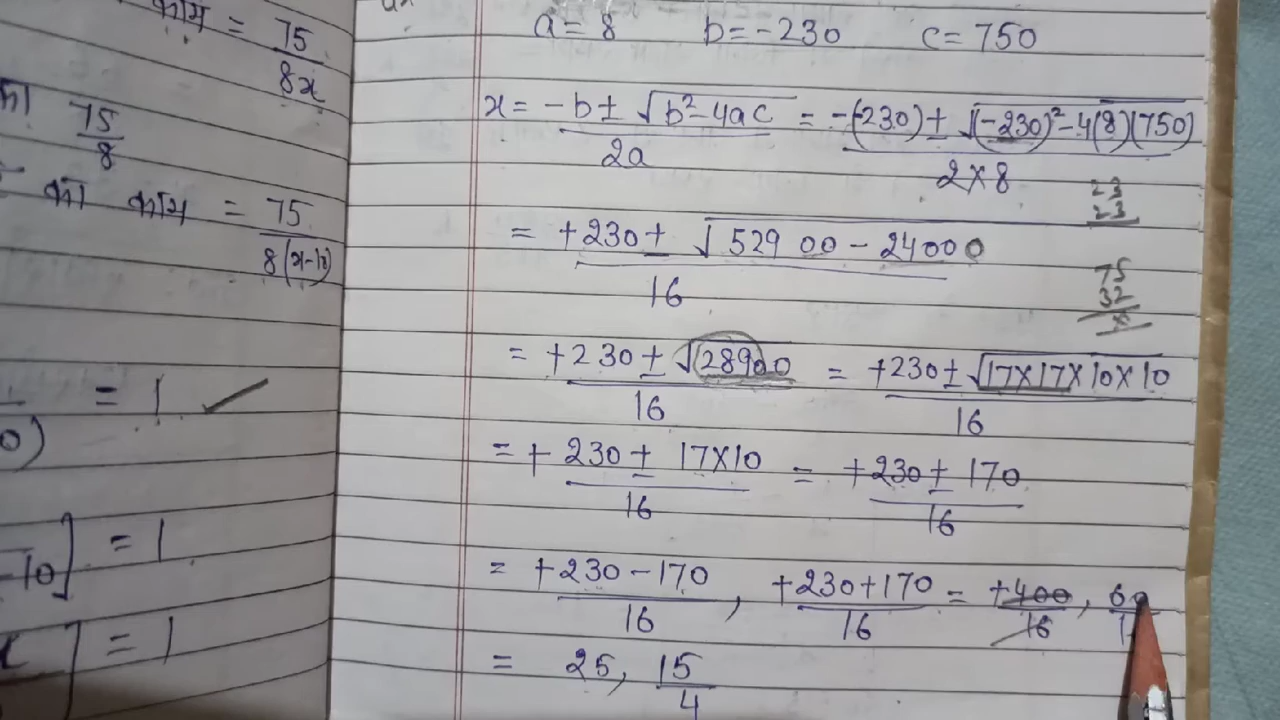 काम = 75/8x
75/8
का काम = 75/8(x-10)
= 1 ✓
0)
-10] = 1
] = 1
a = 8 b = -230 c = 750
x = -b ± √b² - 4ac / 2a = -(-230) ± √(-230)² - 4(8)(750) / 2×8
23
23
= +230 ± √52900 - 24000 / 16
75
32
x
= +230 ± √28900 / 16 = +230 ± √17×17×10×10 / 16
= + 230 ± 17×10 / 16 = +230 ± 170 / 16
= +230 - 170 / 16 , +230 + 170 / 16 = +400 / 16 , 60 / 1
= 25, 15/4